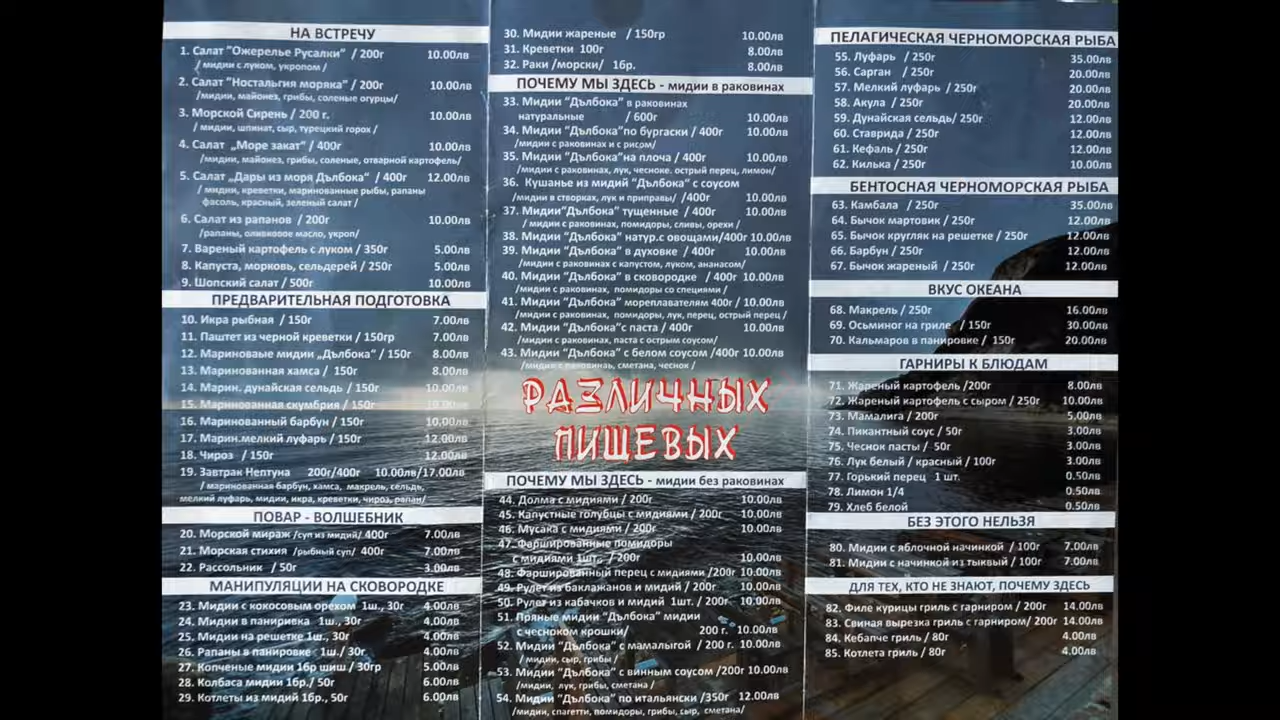 НА ВСТРЕЧУ
1. Салат "Ожерелье Русалки" / 200г 10.00лв
/ мидии с луком, укропом /
2. Салат "Ностальгия моряка" / 200г 10.00лв
/мидии, майонез, грибы, соленые огурцы/
3. Морской Сирень / 200 г. 10.00лв
/ мидии, шпинат, сыр, турецкий горох /
4. Салат „Море закат" / 400г 10.00лв
/мидии, майонез, грибы, соленые, отварной картофель/
5. Салат „Дары из моря Дълбока" / 400г 12.00лв
/ мидии, креветки, маринованные рыбы, рапаны
фасоль, красный, зеленый салат /
6. Салат из рапанов / 200г 10.00лв
/рапаны, оливковое масло, укроп/
7. Вареный картофель с луком / 350г 5.00лв
8. Капуста, морковь, сельдерей / 250г 5.00лв
9. Шопский салат / 500г 10.00лв
ПРЕДВАРИТЕЛЬНАЯ ПОДГОТОВКА
10. Икра рыбная / 150г 7.00лв
11. Паштет из черной креветки / 150гр 7.00лв
12. Мариноваые мидии „Дълбока" / 150г 8.00лв
13. Маринованная хамса / 150г 8.00лв
14. Марин. дунайская сельдь / 150г 10.00лв
15. Маринованная скумбрия / 150г 10.00лв
16. Маринованный барбун / 150г 10.00лв
17. Марин.мелкий луфарь / 150г 12.00лв
18. Чироз / 150г 12.00лв
19. Завтрак Нептуна 200г/400г 10.00лв/17.00лв
/ маринованная барбун, хамса, макрель, сельдь,
мелкий луфарь, мидии, икра, креветки, чироз, рапан/
ПОВАР - ВОЛШЕБНИК
20. Морской мираж /суп из мидий/ 400г 7.00лв
21. Морская стихия /рыбный суп/ 400г 7.00лв
22. Рассольник / 50г 3.00лв
МАНИПУЛЯЦИИ НА СКОВОРОДКЕ
23. Мидии с кокосовым орехом 1ш., 30г 4.00лв
24. Мидии в панировка 1ш., 30г 4.00лв
25. Мидии на решетке 1ш., 30г 4.00лв
26. Рапаны в панировке 1ш./ 30г 4.00лв
27. Копченые мидии 1бр шиш / 30гр 5.00лв
28. Колбаса мидии 1бр./ 50г 6.00лв
29. Котлеты из мидий 1бр., 50г 6.00лв
30. Мидии жареные / 150гр 10.00лв
31. Креветки 100г 8.00лв
32. Раки /морски/ 1бр. 8.00лв
ПОЧЕМУ МЫ ЗДЕСЬ - мидии в раковинах
33. Мидии "Дълбока" в раковинах
натуральные / 600г 10.00лв
34. Мидии "Дълбока"по бургаски / 400г 10.00лв
/мидии с раковинах и с рисом/
35. Мидии "Дълбока"на плоча / 400г 10.00лв
/мидии с раковинах, лук, чесноке. острый перец, лимон/
36. Кушанье из мидий "Дълбока" с соусом
/мидии в створках, лук и приправы/ /400г 10.00лв
37. Мидии"Дълбока" тущенные / 400г 10.00лв
/ мидии с раковинах, помидоры, сливы, орехи /
38. Мидии "Дълбока" натур.с овощами/400г 10.00лв
39. Мидии "Дълбока" в духовке / 400г 10.00лв
/мидии с раковинах с капустом, луком, ананасом/
40. Мидии "Дълбока" в сковородке / 400г 10.00лв
/мидии с раковинах, помидоры со специями /
41. Мидии "Дълбока" мореплавателям 400г / 10.00лв
/мидии с раковинах, помидоры, лук, перец, острый перец /
42. Мидии "Дълбока"с паста / 400г 10.00лв
/мидии с раковинах, паста с острым соусом/
43. Мидии "Дълбока" с белом соусом /400г 10.00лв
/мидии с раковинаь, сметана, чеснок /
РАЗЛИЧНЫХ
ПИЩЕВЫХ
ПОЧЕМУ МЫ ЗДЕСЬ - мидии без раковинах
44. Долма с мидиями / 200г 10.00лв
45. Капустные голубцы с мидиями / 200г 10.00лв
46. Мусака с мидиями / 200г 10.00лв
47. Фаршированные помидоры
с мидиями 1шт. / 200г 10.00лв
48. Фаршированный перец с мидиями /200г 10.00лв
49. Рулет из баклажанов и мидий / 200г 10.00лв
50. Рулет из кабачков и мидий 1шт. / 200г 10.00лв
51. Пряные мидии "Дълбока" мидии
с чесноком крошки/ 200 г. 10.00лв
52. Мидии "Дълбока" с мамалыгой / 200 г. 10.00лв
/ мидии, сыр, грибы /
53. Мидии "Дълбока" с винным соусом /200г 10.00лв
/мидии, лук, грибы, сметана /
54. Мидии "Дълбока" по итальянски /350г 12.00лв
/мидии, спагетти, помидоры, грибы, сыр, сметана/
ПЕЛАГИЧЕСКАЯ ЧЕРНОМОРСКАЯ РЫБА
55. Луфарь / 250г 35.00лв
56. Сарган / 250г 20.00лв
57. Мелкий луфарь / 250г 20.00лв
58. Акула / 250г 20.00лв
59. Дунайская сельдь/ 250г 12.00лв
60. Ставрида / 250г 12.00лв
61. Кефаль / 250г 12.00лв
62. Килька / 250г 10.00лв
БЕНТОСНАЯ ЧЕРНОМОРСКАЯ РЫБА
63. Камбала / 250г 35.00лв
64. Бычок мартовик / 250г 12.00лв
65. Бычок кругляк на решетке / 250г 12.00лв
66. Барбун / 250г 12.00лв
67. Бычок жареный / 250г 12.00лв
ВКУС ОКЕАНА
68. Макрель / 250г 16.00лв
69. Осьминог на гриле / 150г 30.00лв
70. Кальмаров в панировке / 150г 20.00лв
ГАРНИРЫ К БЛЮДАМ
71. Жареный картофель /200г 8.00лв
72. Жареный картофель с сыром / 250г 10.00лв
73. Мамалига / 200г 5.00лв
74. Пикантный соус / 50г 3.00лв
75. Чеснок пасты / 50г 3.00лв
76. Лук белый / красный / 100г 3.00лв
77. Горький перец 1 шт. 0.50лв
78. Лимон 1/4 0.50лв
79. Хлеб белой 0.50лв
БЕЗ ЭТОГО НЕЛЬЗЯ
80. Мидии с яблочной начинкой / 100г 7.00лв
81. Мидии с начинкой из тыквый / 100г 7.00лв
ДЛЯ ТЕХ, КТО НЕ ЗНАЮТ, ПОЧЕМУ ЗДЕСЬ
82. Филе курицы гриль с гарниром / 200г 14.00лв
83. Свиная вырезка гриль с гарниром/ 200г 14.00лв
84. Кебапче гриль / 80г 4.00лв
85. Котлета гриль / 80г 4.00лв